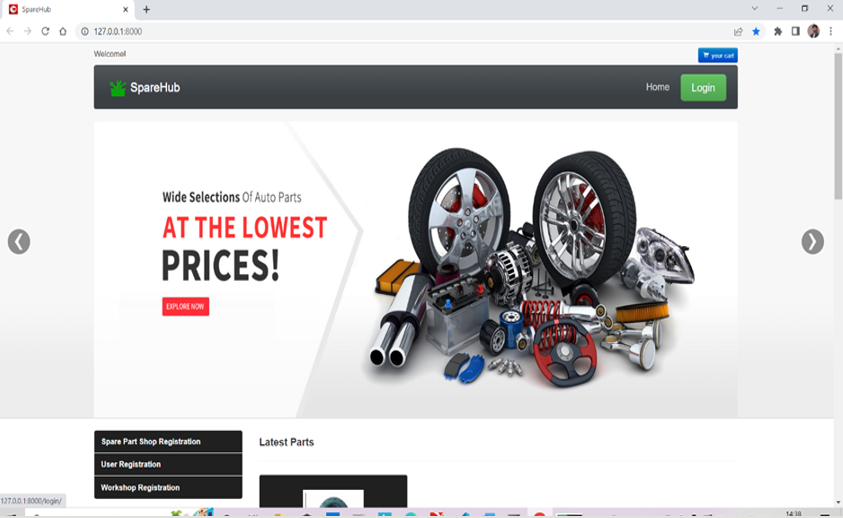 SpareHub
127.0.0.1:8000
Welcome!
your cart
SpareHub
Home
Login
Wide Selections Of Auto Parts
AT THE LOWEST
PRICES!
EXPLORE NOW
Spare Part Shop Registration
Latest Parts
User Registration
Workshop Registration
127.0.0.1:8000/login/
14:38